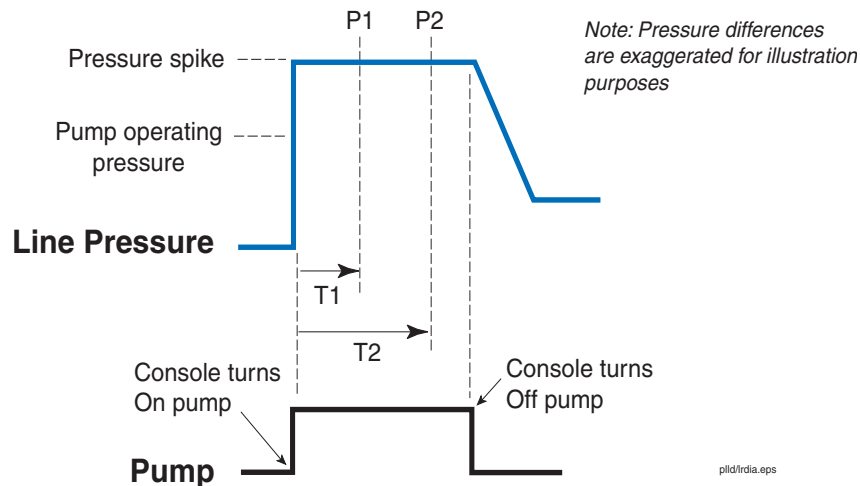 P1 P2
Note: Pressure differences
are exaggerated for illustration
purposes
Pressure spike
Pump operating
pressure
Line Pressure
T1
T2
Console turns
On pump
Console turns
Off pump
Pump
plld/lrdia.eps